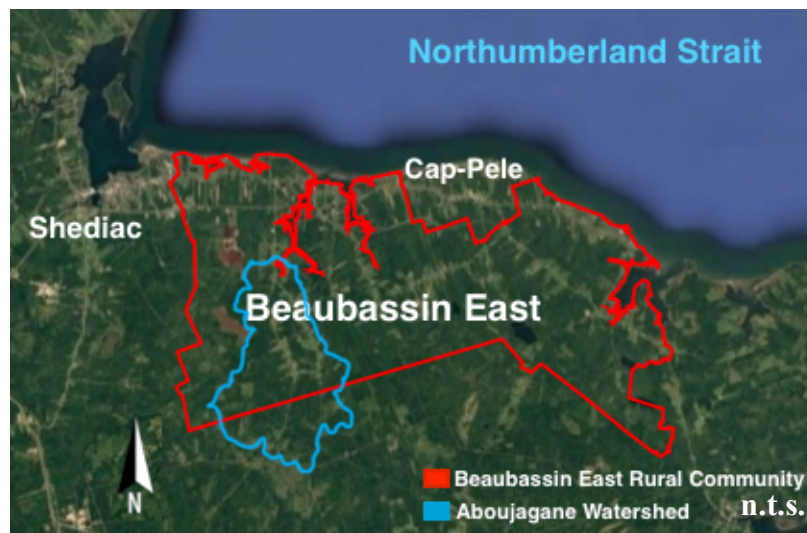 Northumberland Strait
Cap-Pele
Shediac
Beaubassin East
N
Beaubassin East Rural Community
Aboujagane Watershed
n.t.s.